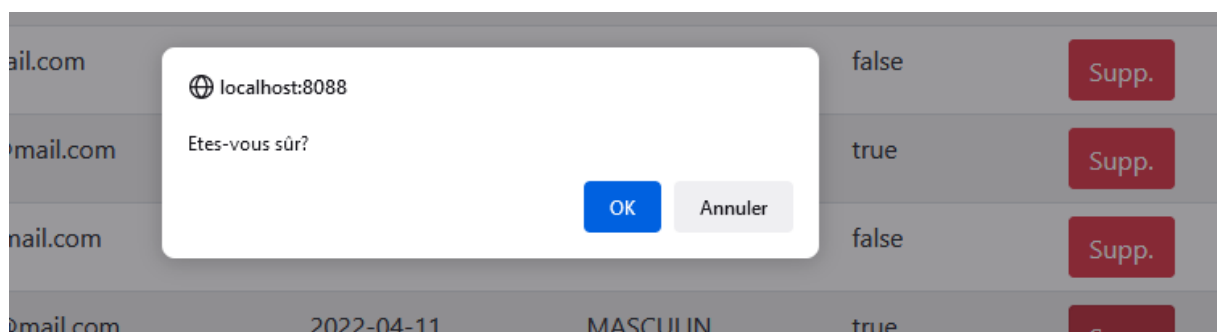 ail.com false Supp.
localhost:8088
Etes-vous sûr?
mail.com true Supp.
OK Annuler
mail.com false Supp.
mail.com 2022-04-11 MASCULIN true